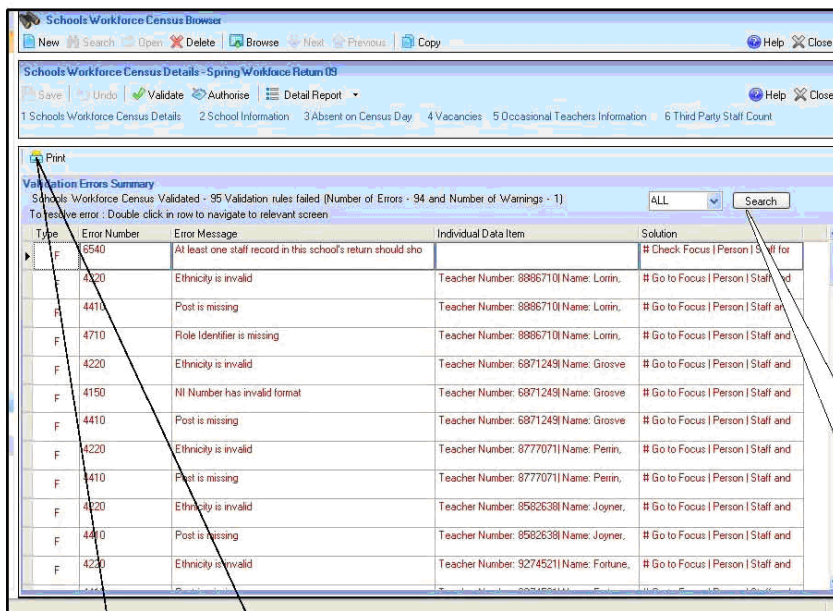 Schools Workforce Census Browser
New Search Open Delete Browse Next Previous Copy Help Close
Schools Workforce Census Details - Spring Workforce Return 09
Save Undo Validate Authorise Detail Report Help Close
1 Schools Workforce Census Details 2 School Information 3 Absent on Census Day 4 Vacancies 5 Occasional Teachers Information 6 Third Party Staff Count
Print
Validation Errors Summary
Schools Workforce Census Validated - 95 Validation rules failed (Number of Errors - 94 and Number of Warnings - 1) ALL Search
To resolve error : Double click in row to navigate to relevant screen
Type Error Number Error Message Individual Data Item Solution
F 6540 At least one staff record in this school's return should sho # Check Focus | Person | Staff for
F 4220 Ethnicity is invalid Teacher Number: 8886710| Name: Lorrin, # Go to Focus | Person | Staff and
F 4410 Post is missing Teacher Number: 8886710| Name: Lorrin, # Go to Focus | Person | Staff and
F 4710 Role Identifier is missing Teacher Number: 8886710| Name: Lorrin, # Go to Focus | Person | Staff and
F 4220 Ethnicity is invalid Teacher Number: 6871249| Name: Grosve # Go to Focus | Person | Staff and
F 4150 NI Number has invalid format Teacher Number: 6871249| Name: Grosve # Go to Focus | Person | Staff and
F 4410 Post is missing Teacher Number: 6871249| Name: Grosve # Go to Focus | Person | Staff and
F 4220 Ethnicity is invalid Teacher Number: 8777071| Name: Perrin, # Go to Focus | Person | Staff and
F 4410 Post is missing Teacher Number: 8777071| Name: Perrin, # Go to Focus | Person | Staff and
F 4220 Ethnicity is invalid Teacher Number: 8582638| Name: Joyner, # Go to Focus | Person | Staff and
F 4410 Post is missing Teacher Number: 8582638| Name: Joyner, # Go to Focus | Person | Staff and
F 4220 Ethnicity is invalid Teacher Number: 9274521| Name: Fortune, # Go to Focus | Person | Staff and